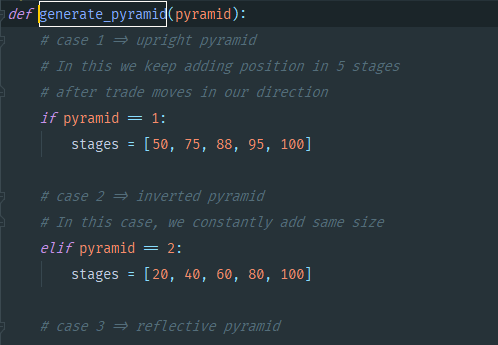 def generate_pyramid(pyramid):
# case 1 => upright pyramid
# In this we keep adding position in 5 stages
# after trade moves in our direction
if pyramid == 1:
stages = [50, 75, 88, 95, 100]
# case 2 => inverted pyramid
# In this case, we constantly add same size
elif pyramid == 2:
stages = [20, 40, 60, 80, 100]
# case 3 => reflective pyramid